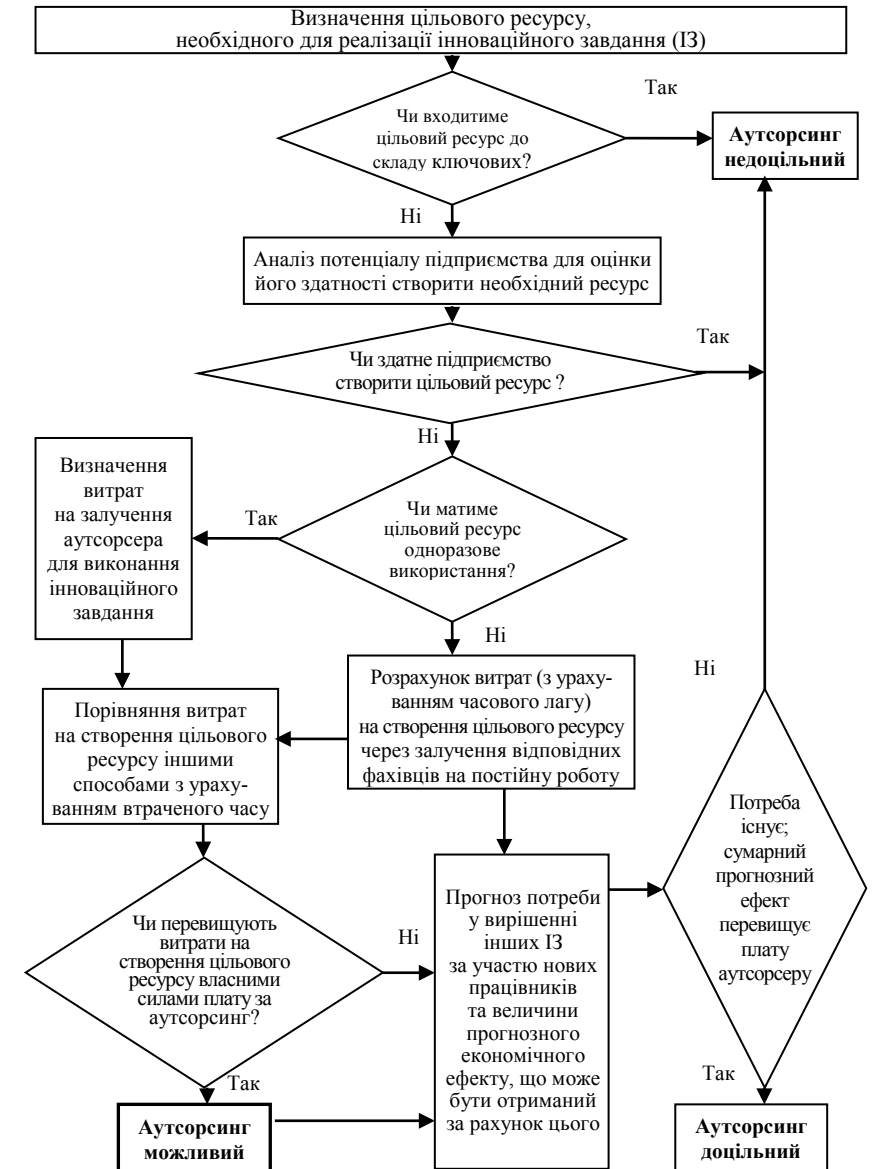 Визначення цільового ресурсу,
необхідного для реалізації інноваційного завдання (ІЗ)
Так
Чи входитиме
цільовий ресурс до
складу ключових?
Аутсорсинг
недоцільний
Ні
Аналіз потенціалу підприємства для оцінки
його здатності створити необхідний ресурс
Так
Чи здатне підприємство
створити цільовий ресурс ?
Ні
Визначення
витрат
на залучення
аутсорсера
для виконання
інноваційного
завдання
Так
Чи матиме
цільовий ресурс
одноразове
використання?
Ні
Ні
Порівняння витрат
на створення цільового
ресурсу іншими
способами з ураху-
ванням втраченого часу
Розрахунок витрат (з ураху-
ванням часового лагу)
на створення цільового ресурсу
через залучення відповідних
фахівців на постійну роботу
Потреба
існує;
сумарний
прогнозний
ефект
перевищує
плату
аутсорсеру
Чи перевищують
витрати на
створення цільового
ресурсу власними
силами плату за
аутсорсинг?
Ні
Прогноз потреби
у вирішенні
інших ІЗ
за участю нових
працівників
та величини
прогнозного
економічного
ефекту, що може
бути отриманий
за рахунок цього
Так
Так
Аутсорсинг
можливий
Аутсорсинг
доцільний